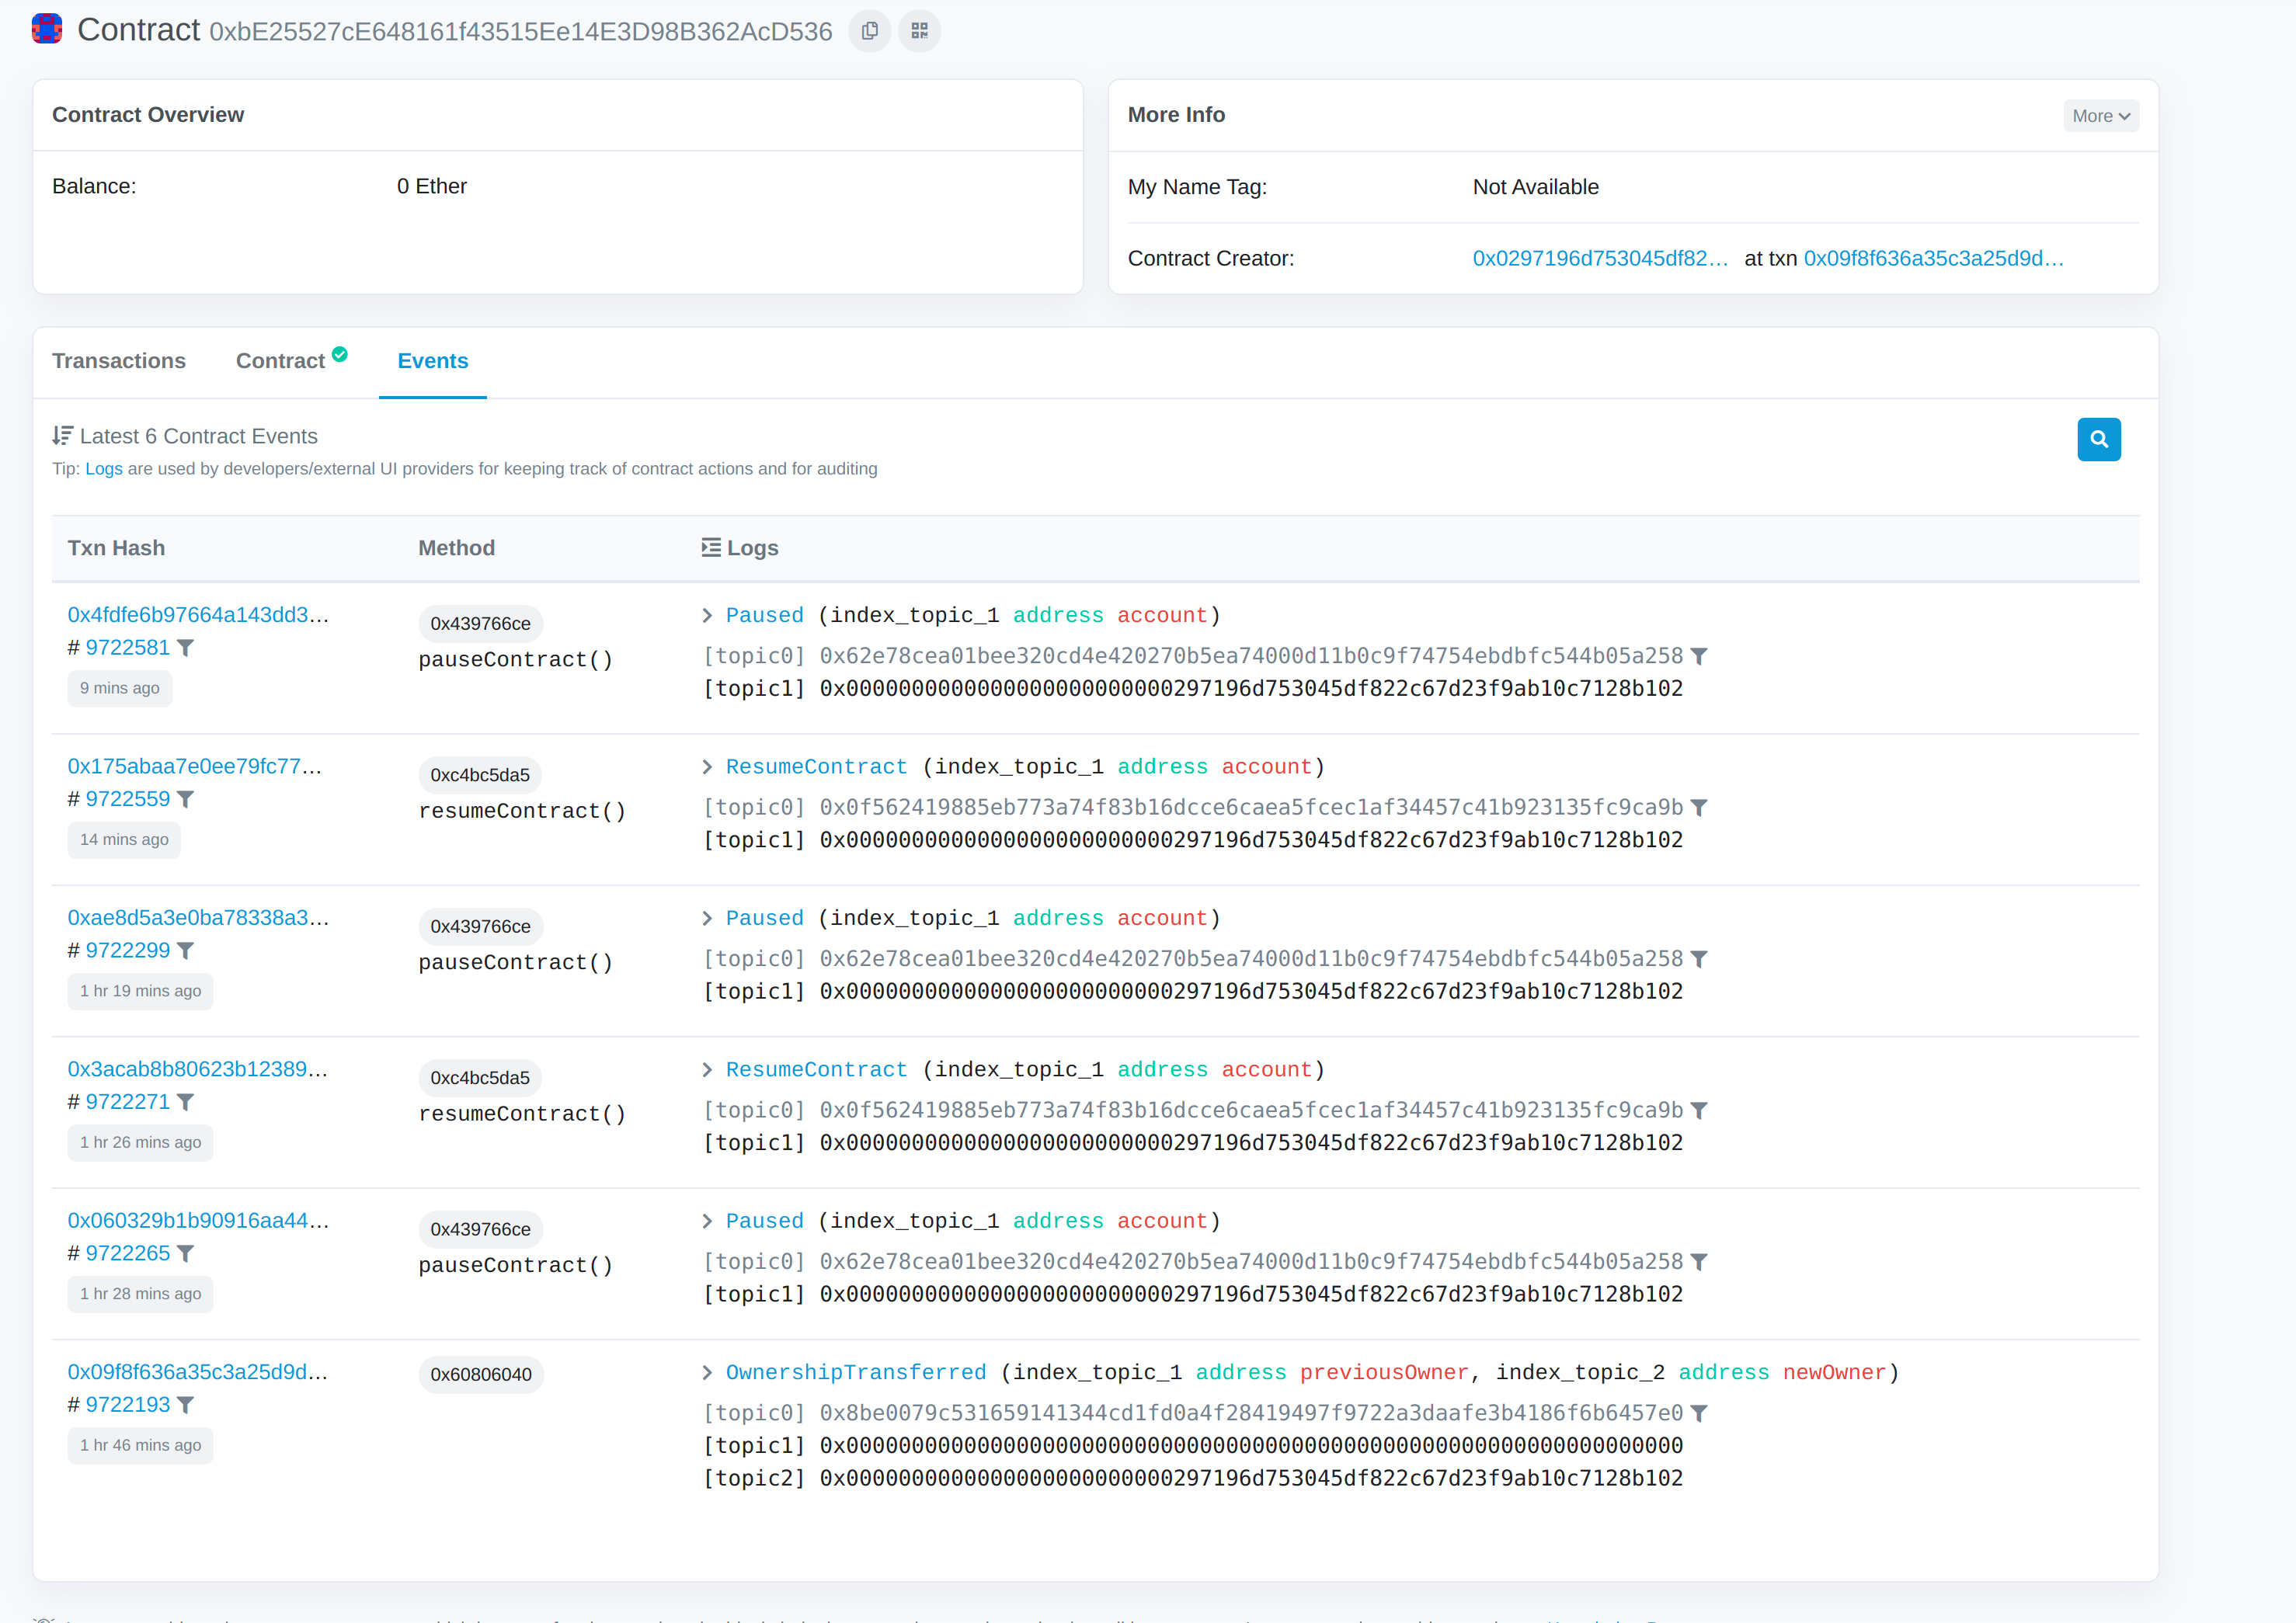 Contract 0xbE25527cE648161f43515Ee14E3D98B362AcD536
Contract Overview
Balance: 0 Ether
More Info
More
My Name Tag: Not Available
Contract Creator: 0x0297196d753045df82... at txn 0x09f8f636a35c3a25d9d...
Transactions Contract Events
Latest 6 Contract Events
Tip: Logs are used by developers/external UI providers for keeping track of contract actions and for auditing
Txn Hash Method Logs
0x4fdfe6b97664a143dd3...
# 9722581
9 mins ago
0x439766ce
pauseContract()
> Paused (index_topic_1 address account)
[topic0] 0x62e78cea01bee320cd4e420270b5ea74000d11b0c9f74754ebdbfc544b05a258
[topic1] 0x0000000000000000000000000297196d753045df822c67d23f9ab10c7128b102
0x175abaa7e0ee79fc77...
# 9722559
14 mins ago
0xc4bc5da5
resumeContract()
> ResumeContract (index_topic_1 address account)
[topic0] 0x0f562419885eb773a74f83b16dcce6caea5fcec1af34457c41b923135fc9ca9b
[topic1] 0x0000000000000000000000000297196d753045df822c67d23f9ab10c7128b102
0xae8d5a3e0ba78338a3...
# 9722299
1 hr 19 mins ago
0x439766ce
pauseContract()
> Paused (index_topic_1 address account)
[topic0] 0x62e78cea01bee320cd4e420270b5ea74000d11b0c9f74754ebdbfc544b05a258
[topic1] 0x0000000000000000000000000297196d753045df822c67d23f9ab10c7128b102
0x3acab8b80623b12389...
# 9722271
1 hr 26 mins ago
0xc4bc5da5
resumeContract()
> ResumeContract (index_topic_1 address account)
[topic0] 0x0f562419885eb773a74f83b16dcce6caea5fcec1af34457c41b923135fc9ca9b
[topic1] 0x0000000000000000000000000297196d753045df822c67d23f9ab10c7128b102
0x060329b1b90916aa44...
# 9722265
1 hr 28 mins ago
0x439766ce
pauseContract()
> Paused (index_topic_1 address account)
[topic0] 0x62e78cea01bee320cd4e420270b5ea74000d11b0c9f74754ebdbfc544b05a258
[topic1] 0x0000000000000000000000000297196d753045df822c67d23f9ab10c7128b102
0x09f8f636a35c3a25d9d...
# 9722193
1 hr 46 mins ago
0x60806040
> OwnershipTransferred (index_topic_1 address previousOwner, index_topic_2 address newOwner)
[topic0] 0x8be0079c531659141344cd1fd0a4f28419497f9722a3daafe3b4186f6b6457e0
[topic1] 0x0000000000000000000000000000000000000000000000000000000000000000
[topic2] 0x0000000000000000000000000297196d753045df822c67d23f9ab10c7128b102